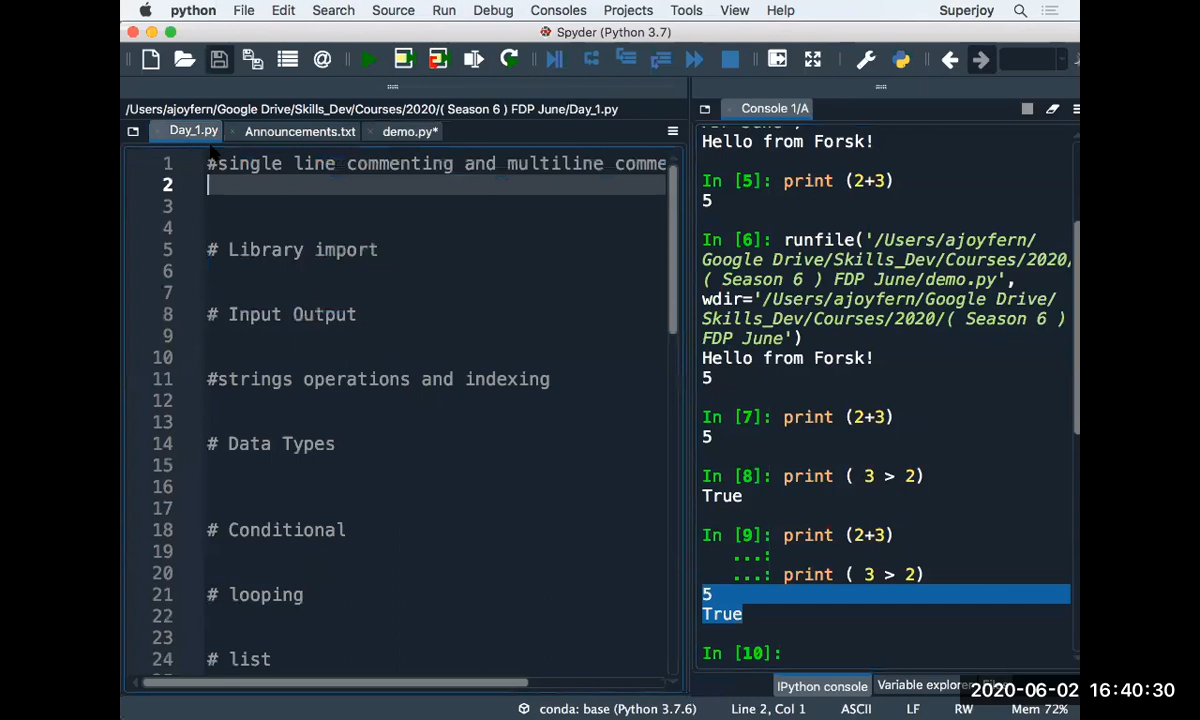 python File Edit Search Source Run Debug Consoles Projects Tools View Help Superjoy
Spyder (Python 3.7)
/Users/ajoyfern/Google Drive/Skills_Dev/Courses/2020/( Season 6 ) FDP June/Day_1.py
Day_1.py Announcements.txt demo.py*
1 #single line commenting and multiline comme
2
3
4
5 # Library import
6
7
8 # Input Output
9
10
11 #strings operations and indexing
12
13
14 # Data Types
15
16
17
18 # Conditional
19
20
21 # looping
22
23
24 # list
Console 1/A
Hello from Forsk!
In [5]: print (2+3)
5
In [6]: runfile('/Users/ajoyfern/
Google Drive/Skills_Dev/Courses/2020/
( Season 6 ) FDP June/demo.py',
wdir='/Users/ajoyfern/Google Drive/
Skills_Dev/Courses/2020/( Season 6 )
FDP June')
Hello from Forsk!
5
In [7]: print (2+3)
5
In [8]: print ( 3 > 2)
True
In [9]: print (2+3)
...:
...: print ( 3 > 2)
5
True
In [10]:
IPython console Variable explorer
2020-06-02 16:40:30
conda: base (Python 3.7.6) Line 2, Col 1 ASCII LF RW Mem 72%